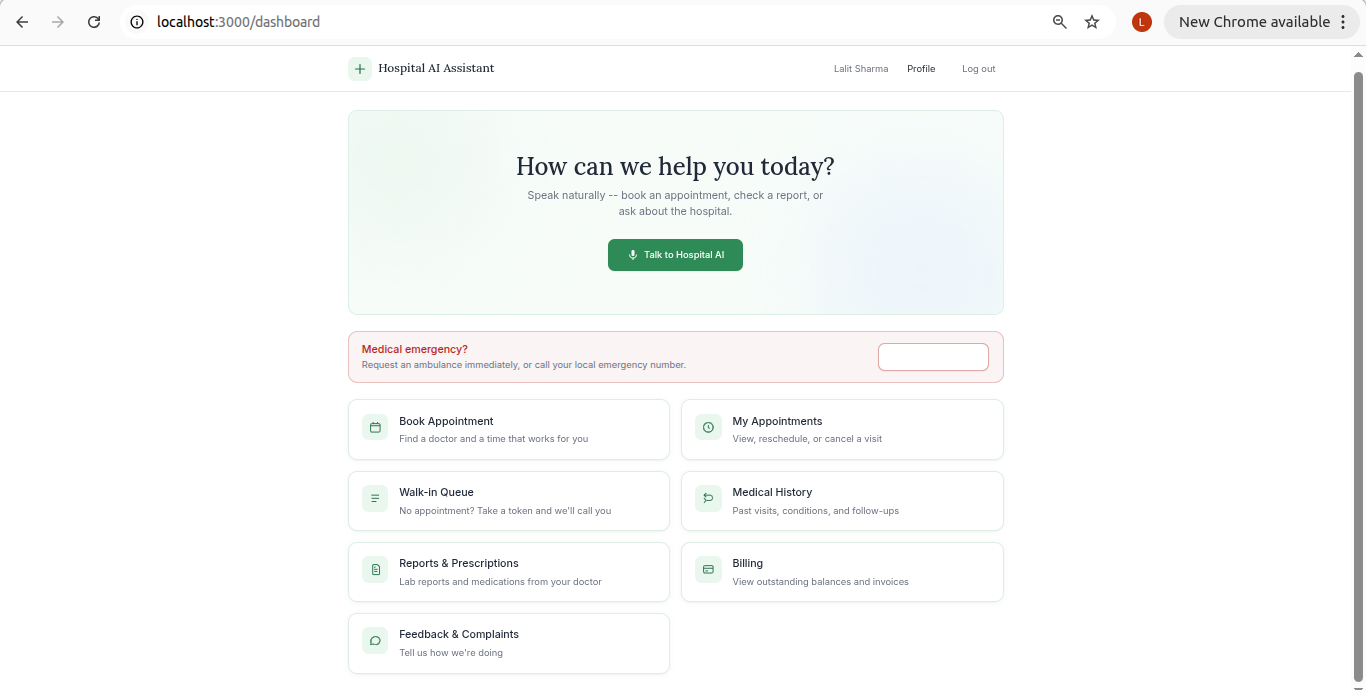 localhost:3000/dashboard
L
New Chrome available
Hospital AI Assistant
Lalit Sharma
Profile
Log out
How can we help you today?
Speak naturally -- book an appointment, check a report, or
ask about the hospital.
Talk to Hospital AI
Medical emergency?
Request an ambulance immediately, or call your local emergency number.
Book Appointment
Find a doctor and a time that works for you
My Appointments
View, reschedule, or cancel a visit
Walk-in Queue
No appointment? Take a token and we'll call you
Medical History
Past visits, conditions, and follow-ups
Reports & Prescriptions
Lab reports and medications from your doctor
Billing
View outstanding balances and invoices
Feedback & Complaints
Tell us how we're doing